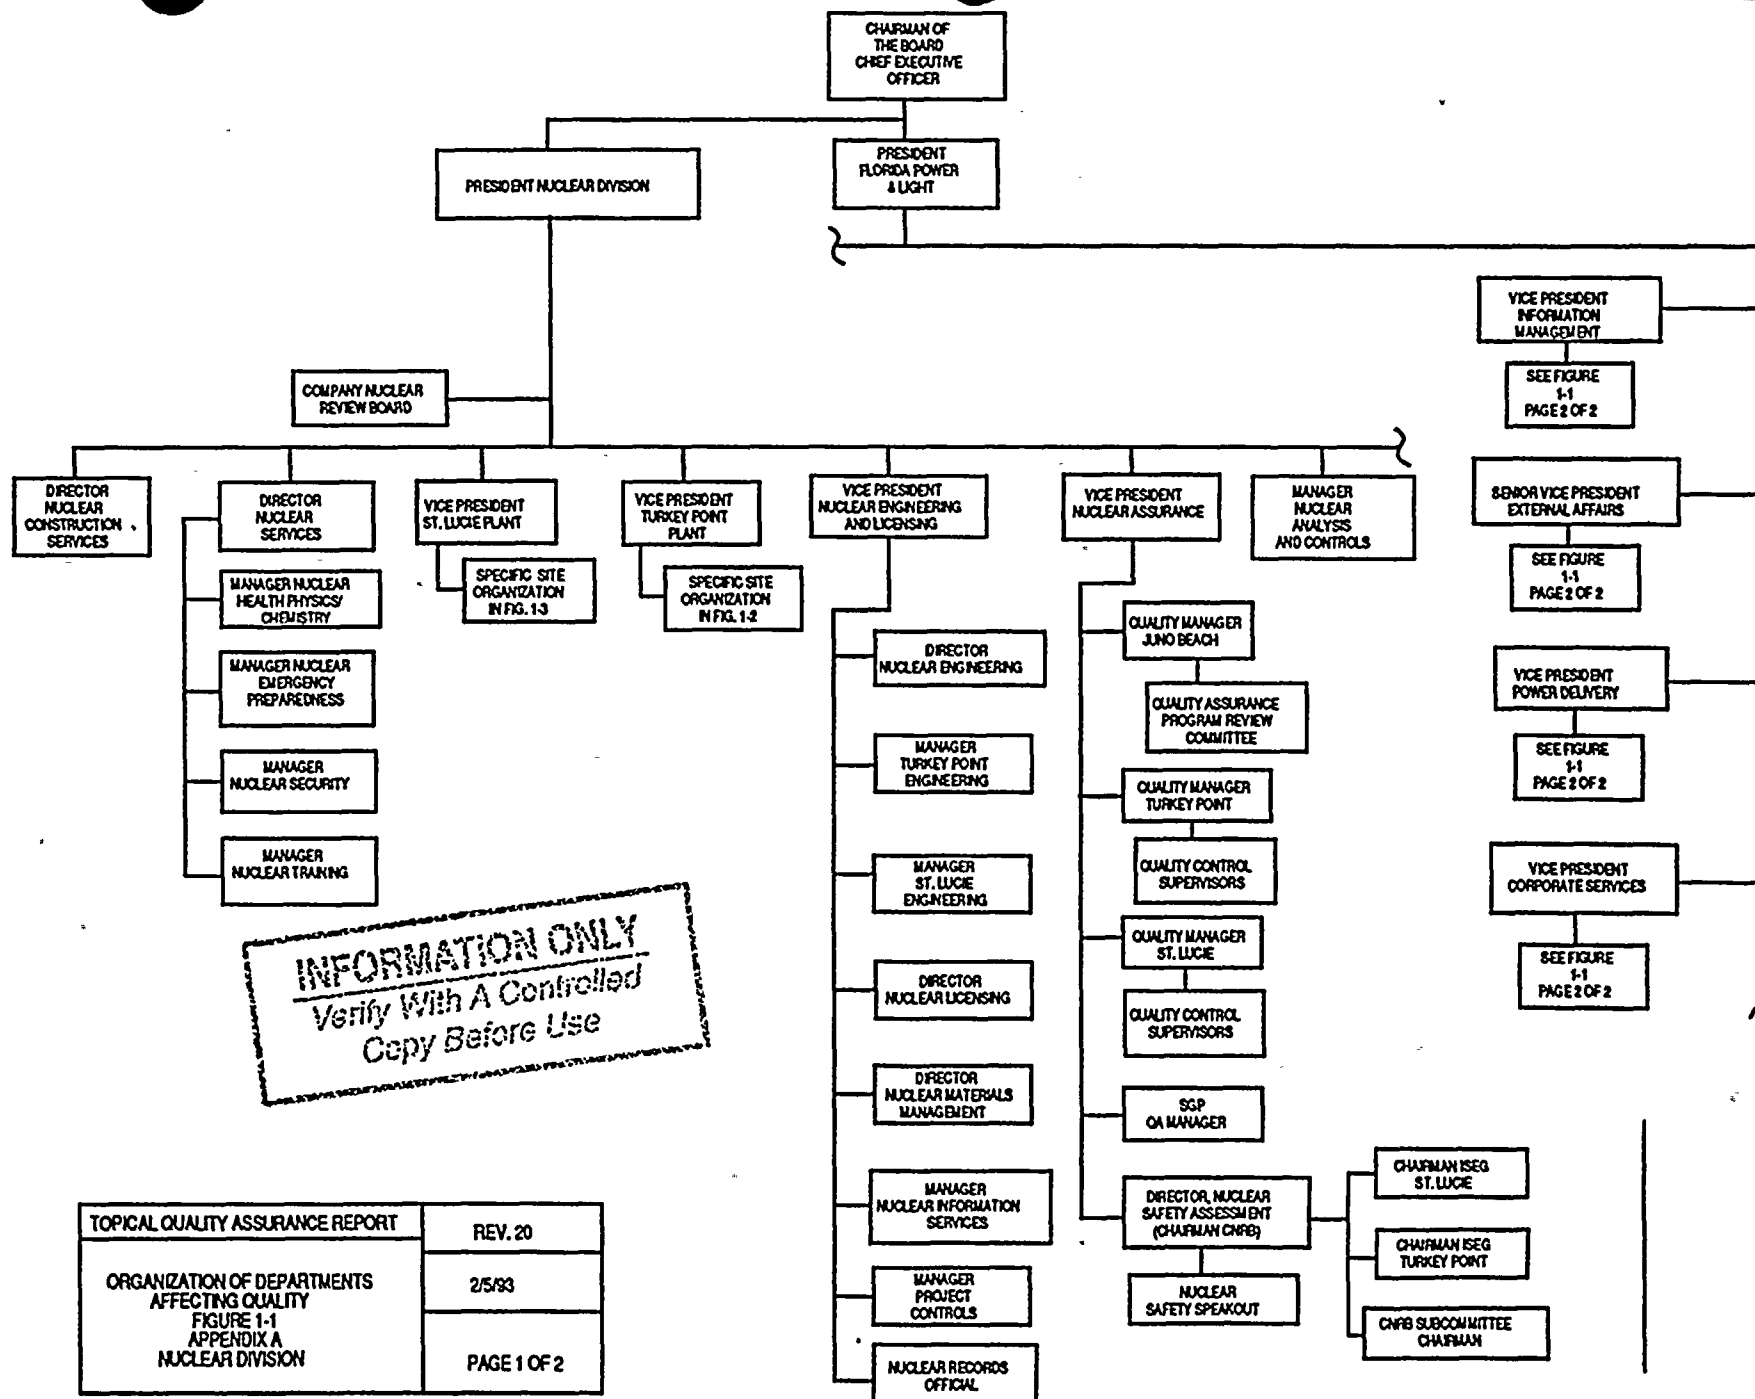 CHAIRMAN OF
THE BOARD
CHIEF EXECUTIVE
OFFICER
PRESIDENT
FLORIDA POWER
& LIGHT
PRESIDENT NUCLEAR DIVISION
VICE PRESIDENT
INFORMATION
MANAGEMENT
SEE FIGURE
1-1
PAGE 2 OF 2
COMPANY NUCLEAR
REVIEW BOARD
DIRECTOR
NUCLEAR
CONSTRUCTION
SERVICES
DIRECTOR
NUCLEAR
SERVICES
MANAGER NUCLEAR
HEALTH PHYSICS/
CHEMISTRY
MANAGER NUCLEAR
EMERGENCY
PREPAREDNESS
MANAGER
NUCLEAR SECURITY
MANAGER
NUCLEAR TRAINING
VICE PRESIDENT
ST. LUCIE PLANT
SPECIFIC SITE
ORGANIZATION
IN FIG. 1-3
VICE PRESIDENT
TURKEY POINT
PLANT
SPECIFIC SITE
ORGANIZATION
IN FIG. 1-2
VICE PRESIDENT
NUCLEAR ENGINEERING
AND LICENSING
DIRECTOR
NUCLEAR ENGINEERING
MANAGER
TURKEY POINT
ENGINEERING
MANAGER
ST. LUCIE
ENGINEERING
DIRECTOR
NUCLEAR LICENSING
DIRECTOR
NUCLEAR MATERIALS
MANAGEMENT
MANAGER
NUCLEAR INFORMATION
SERVICES
MANAGER
PROJECT
CONTROLS
NUCLEAR RECORDS
OFFICIAL
VICE PRESIDENT
NUCLEAR ASSURANCE
QUALITY MANAGER
JUNO BEACH
QUALITY ASSURANCE
PROGRAM REVIEW
COMMITTEE
QUALITY MANAGER
TURKEY POINT
QUALITY CONTROL
SUPERVISORS
QUALITY MANAGER
ST. LUCIE
QUALITY CONTROL
SUPERVISORS
SGP
QA MANAGER
DIRECTOR, NUCLEAR
SAFETY ASSESSMENT
(CHAIRMAN CNRB)
NUCLEAR
SAFETY SPEAKOUT
CHAIRMAN ISEG
ST. LUCIE
CHAIRMAN ISEG
TURKEY POINT
CNRB SUBCOMMITTEE
CHAIRMAN
MANAGER
NUCLEAR
ANALYSIS
AND CONTROLS
SENIOR VICE PRESIDENT
EXTERNAL AFFAIRS
SEE FIGURE
1-1
PAGE 2 OF 2
VICE PRESIDENT
POWER DELIVERY
SEE FIGURE
1-1
PAGE 2 OF 2
VICE PRESIDENT
CORPORATE SERVICES
SEE FIGURE
1-1
PAGE 2 OF 2
INFORMATION ONLY
Verify With A Controlled
Copy Before Use
TOPICAL QUALITY ASSURANCE REPORT
REV. 20
ORGANIZATION OF DEPARTMENTS
AFFECTING QUALITY
FIGURE 1-1
APPENDIX A
NUCLEAR DIVISION
2/5/93
PAGE 1 OF 2